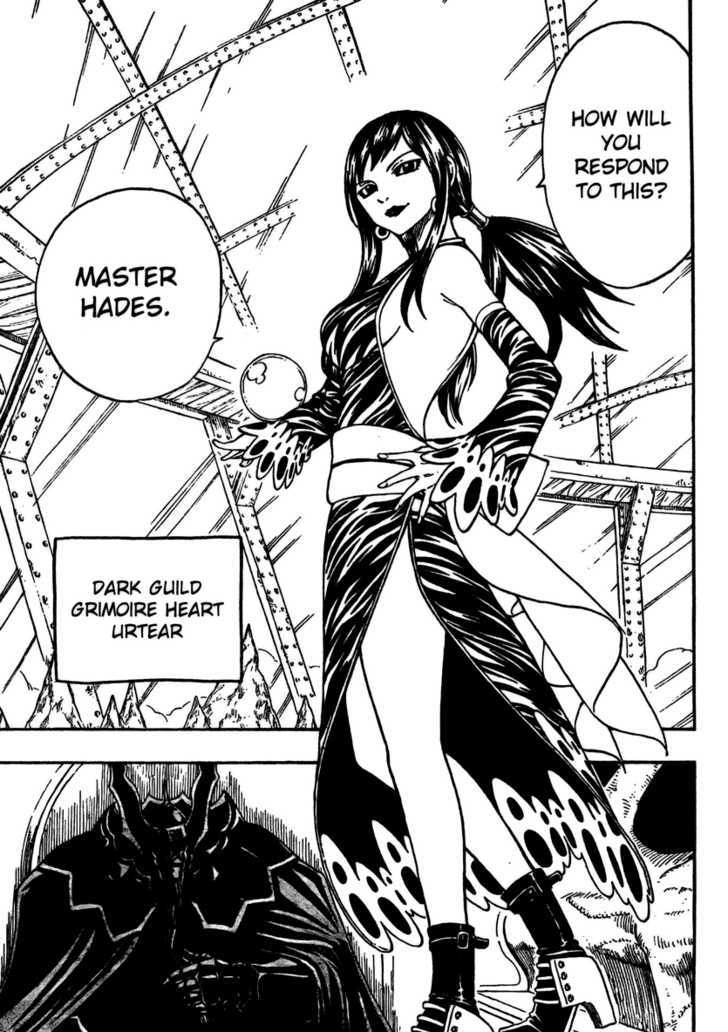 HOW WILL
YOU
RESPOND
TO THIS?
MASTER
HADES.
DARK GUILD
GRIMOIRE HEART
URTEAR